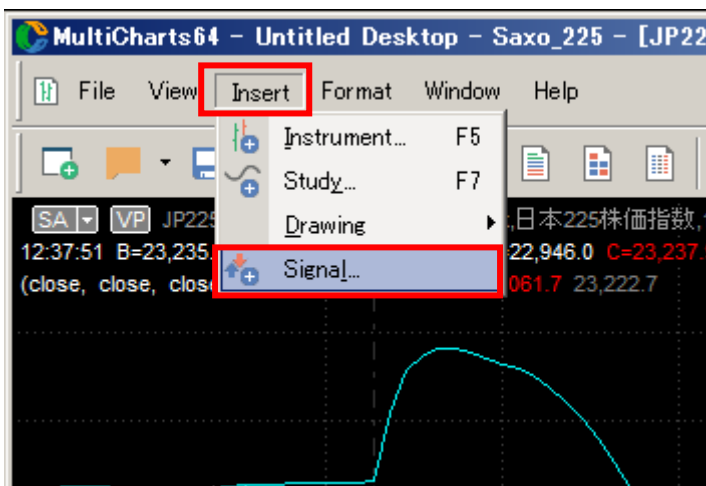 MultiCharts64 - Untitled Desktop - Saxo_225 - [JP22
File View Insert Format Window Help
Instrument... F5
Study... F7
Drawing
Signal...
SA VP JP225 ,日本225株価指数,
12:37:51 B=23,235. =22,946.0 C=23,237.
(close, close, close 061.7 23,222.7